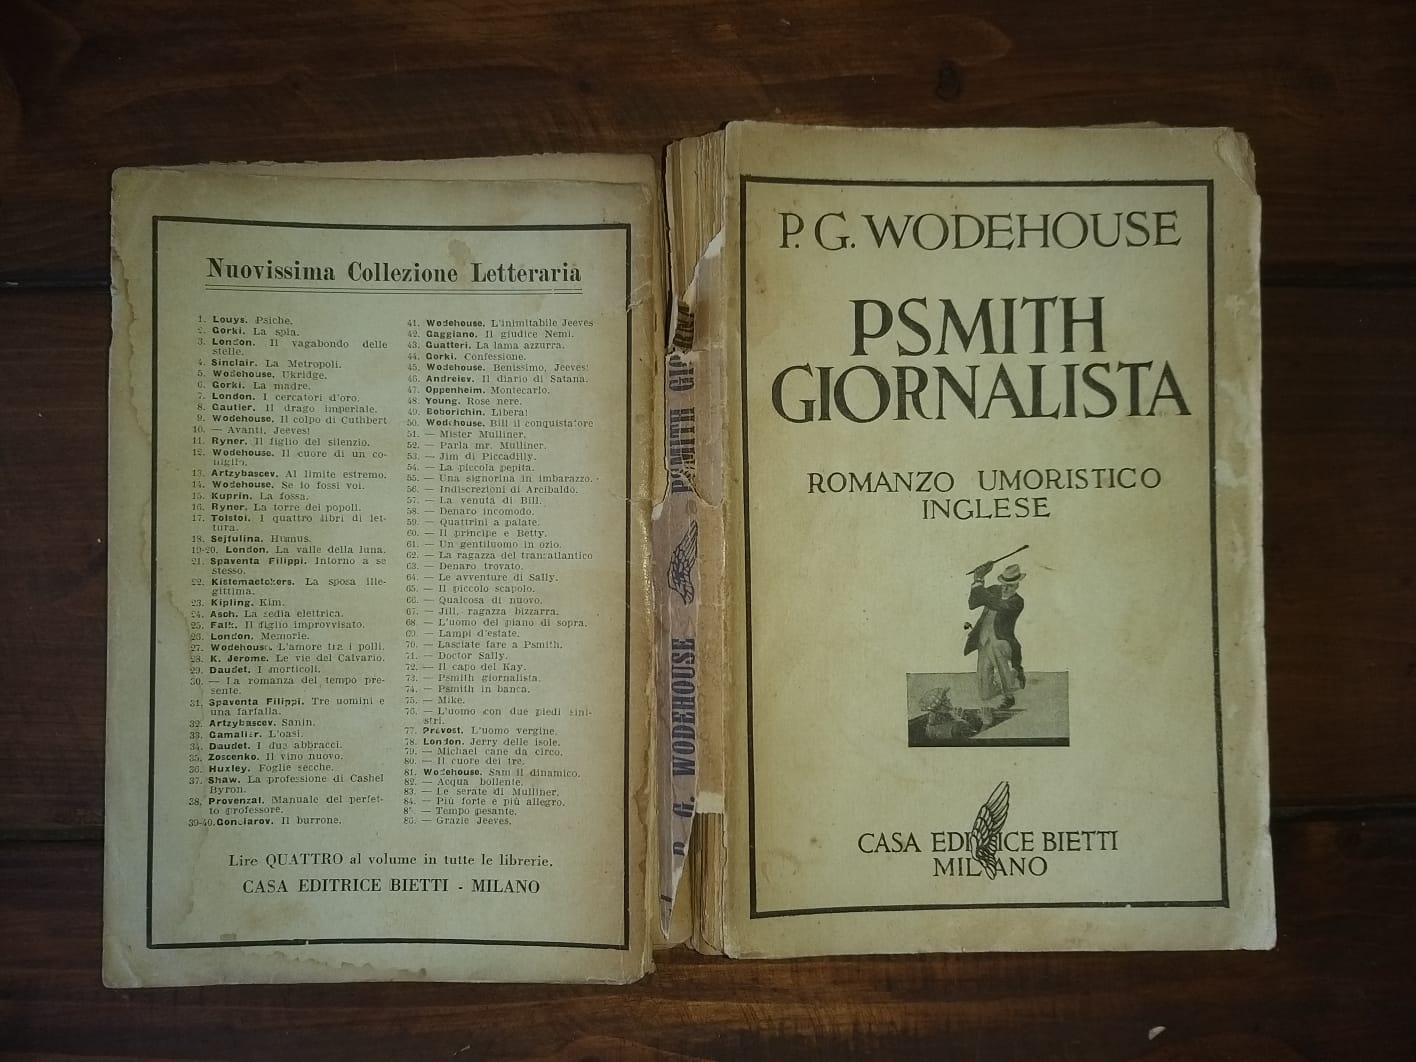 Nuovissima Collezione Letteraria
1. Louys. Psiche.
2. Gorki. La spia.
3. London. Il vagabondo delle
stelle.
4. Sinclair. La Metropoli.
5. Wodehouse. Ukridge.
6. Gorki. La madre.
7. London. I cercatori d'oro.
8. Gautier. Il drago imperiale.
9. Wodehouse. Il colpo di Cuthbert
10. — Avanti, Jeeves!
11. Ryner. Il figlio del silenzio.
12. Wodehouse. Il cuore di un co-
niglio.
13. Artzybascev. Al limite estremo.
14. Wodehouse. Se io fossi voi.
15. Kuprin. La fossa.
16. Ryner. La torre dei popoli.
17. Tolstoi. I quattro libri di let-
tura.
18. Sejfulina. Humus.
19-20. London. La valle della luna.
21. Spaventa Filippi. Intorno a se
stesso.
22. Kistemaeckers. La sposa ille-
gittima.
23. Kipling. Kim.
24. Asch. La sedia elettrica.
25. Falk. Il figlio improvvisato.
26. London. Memorie.
27. Wodehouse. L'amore tra i polli.
28. K. Jerome. Le vie del Calvario.
29. Daudet. I morticoli.
30. — La romanza del tempo pre-
sente.
31. Spaventa Filippi. Tre uomini e
una farfalla.
32. Artzybascev. Sanin.
33. Gamalier. L'oasi.
34. Daudet. I due abbracci.
35. Zoscenko. Il vino nuovo.
36. Huxley. Foglie secche.
37. Shaw. La professione di Cashel
Byron.
38. Provenzal. Manuale del perfet-
to professore.
39-40. Gonciarov. Il burrone.
41. Wodehouse. L'inimitabile Jeeves
42. Gaggiano. Il giudice Nemi.
43. Guatteri. La lama azzurra.
44. Gorki. Confessione.
45. Wodehouse. Benissimo, Jeeves!
46. Andreiev. Il diario di Satana.
47. Oppenheim. Montecarlo.
48. Young. Rose nere.
49. Boborichin. Libera!
50. Wodehouse. Bill il conquistatore
51. — Mister Mulliner.
52. — Parla mr. Mulliner.
53. — Jim di Piccadilly.
54. — La piccola pepita.
55. — Una signorina in imbarazzo.
56. — Indiscrezioni di Arcibaldo.
57. — La venuta di Bill.
58. — Denaro incomodo.
59. — Quattrini a palate.
60. — Il principe e Betty.
61. — Un gentiluomo in ozio.
62. — La ragazza del transatlantico
63. — Denaro trovato.
64. — Le avventure di Sally.
65. — Il piccolo scapolo.
66. — Qualcosa di nuovo.
67. — Jill, ragazza bizzarra.
68. — L'uomo del piano di sopra.
69. — Lampi d'estate.
70. — Lasciate fare a Psmith.
71. — Doctor Sally.
72. — Il capo del Kay.
73. — Psmith giornalista.
74. — Psmith in banca.
75. — Mike.
76. — L'uomo con due piedi sini-
stri.
77. Prévost. L'uomo vergine.
78. London. Jerry delle isole.
79. — Michael cane da circo.
80. — Il cuore dei tre.
81. Wodehouse. Sam il dinamico.
82. — Acqua bollente.
83. — Le serate di Mulliner.
84. — Più forte e più allegro.
85. — Tempo pesante.
86. — Grazie Jeeves.
Lire QUATTRO al volume in tutte le librerie.
CASA EDITRICE BIETTI - MILANO
P. G. WODEHOUSE PSMITH
P. G. WODEHOUSE
PSMITH
GIORNALISTA
ROMANZO UMORISTICO
INGLESE
CASA EDITRICE BIETTI
MILANO